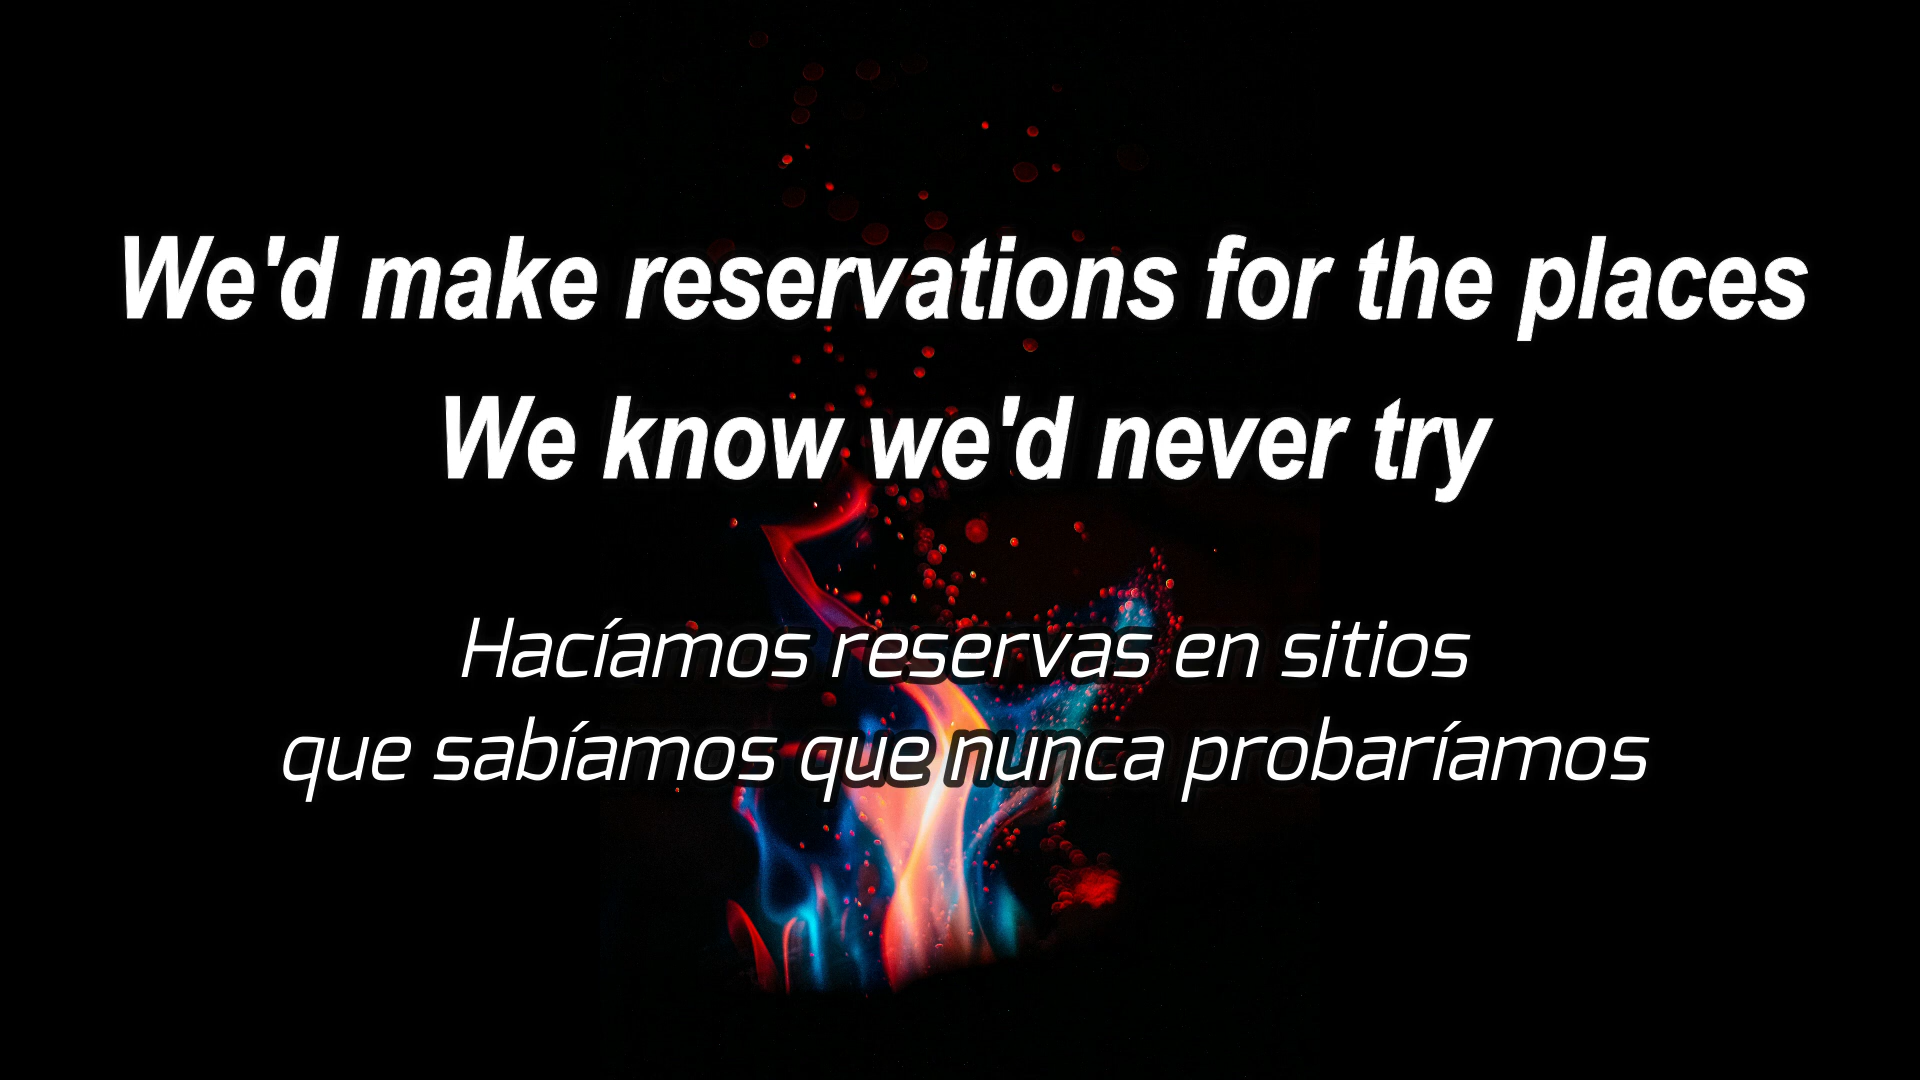 We'd make reservations for the places
We know we'd never try
Hacíamos reservas en sitios
que sabíamos que nunca probaríamos